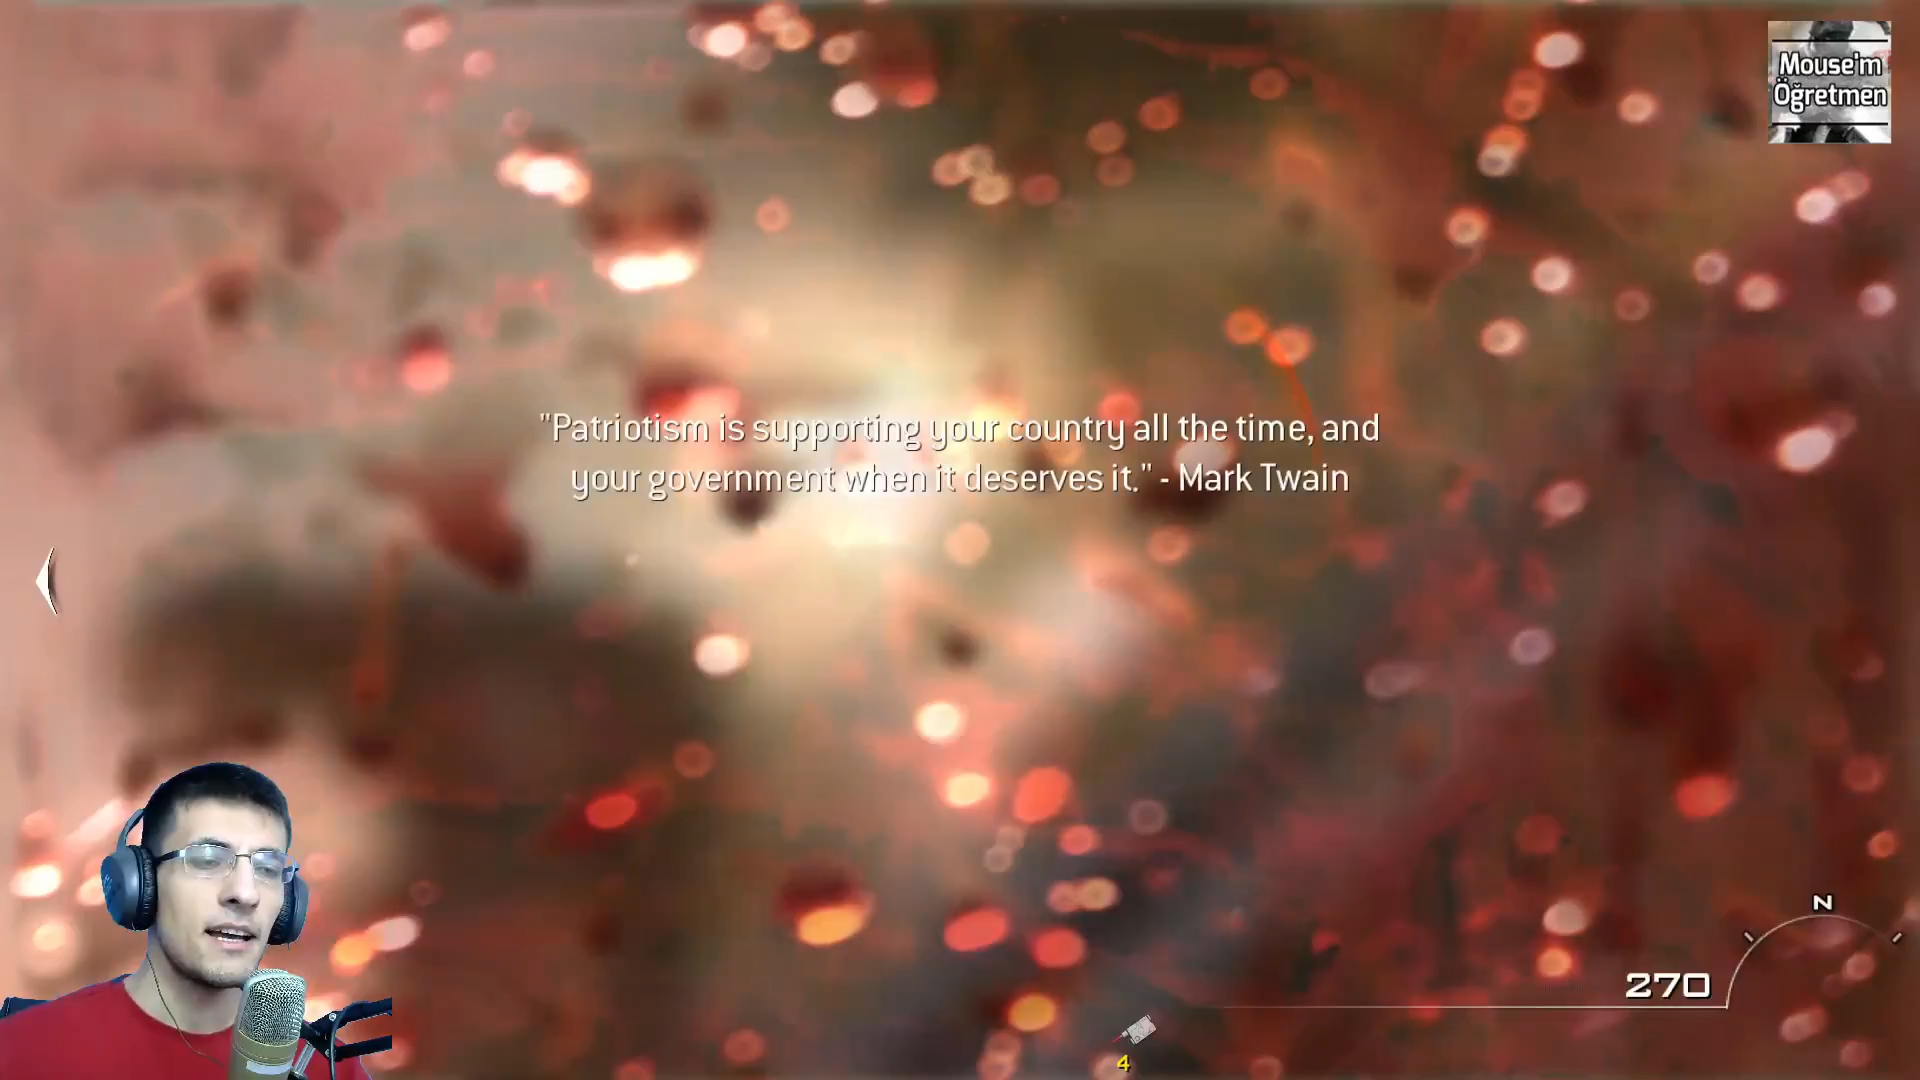 Mouse'im
Öğretmen
"Patriotism is supporting your country all the time, and
your government when it deserves it." - Mark Twain
N
270
4